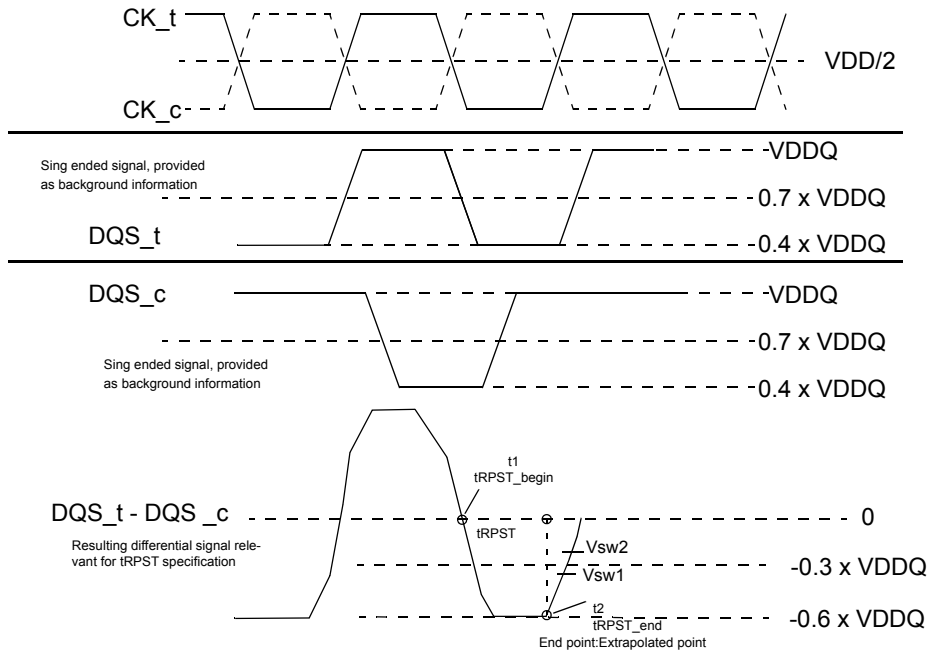 CK_t
VDD/2
CK_c
VDDQ
Sing ended signal, provided
as background information
0.7 x VDDQ
DQS_t
0.4 x VDDQ
DQS_c
VDDQ
0.7 x VDDQ
Sing ended signal, provided
as background information
0.4 x VDDQ
t1
tRPST_begin
DQS_t - DQS _c
0
tRPST
Resulting differential signal rele-
vant for tRPST specification
Vsw2
-0.3 x VDDQ
Vsw1
t2
tRPST_end
-0.6 x VDDQ
End point:Extrapolated point